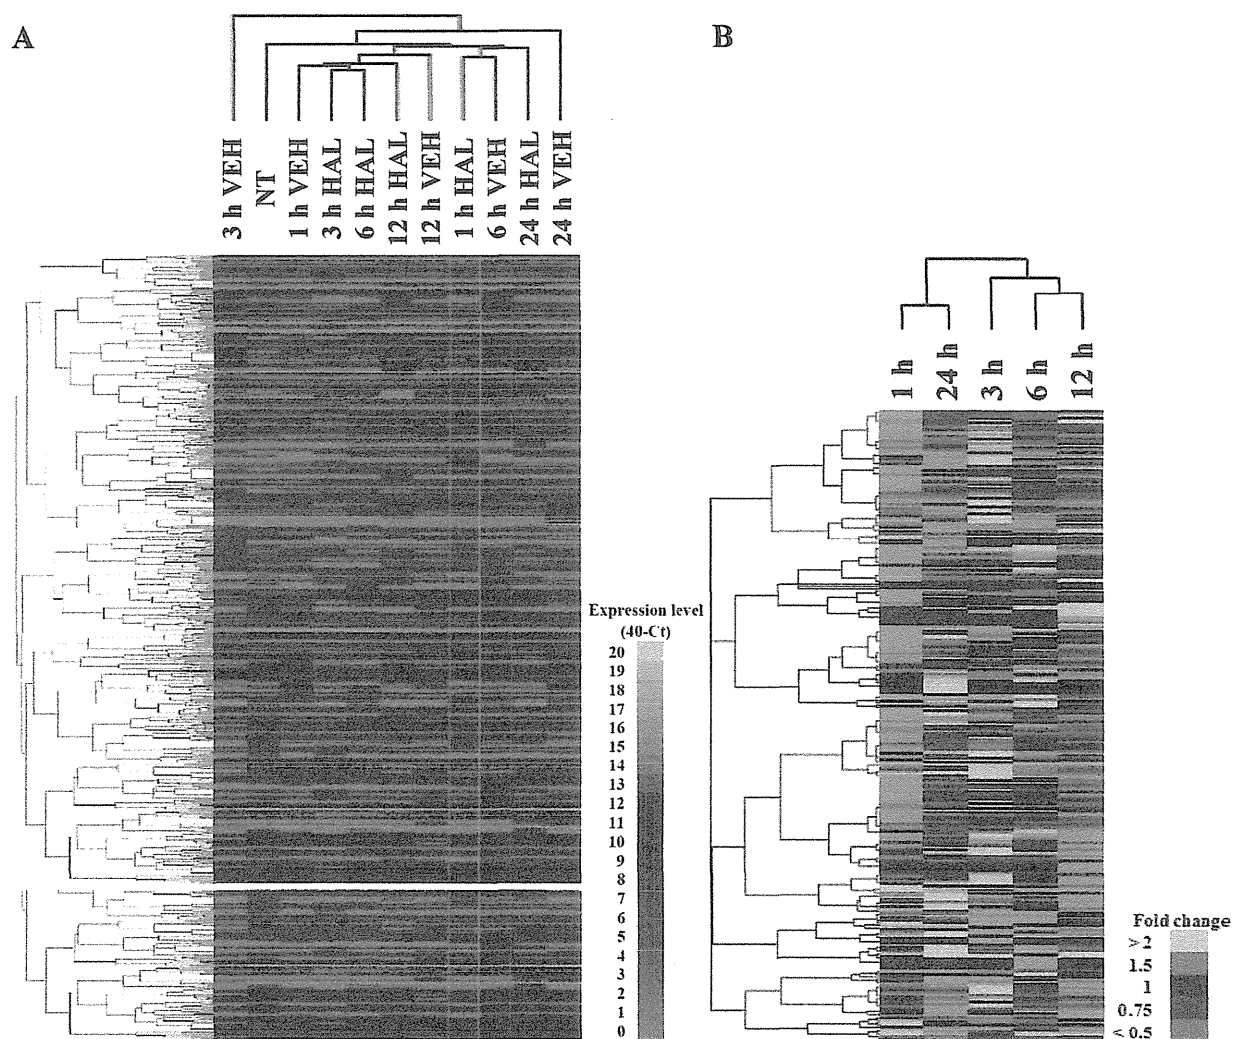 A
3 h VEH
NT
1 h VEH
3 h HAL
6 h HAL
12 h HAL
12 h VEH
1 h HAL
6 h VEH
24 h HAL
24 h VEH
Expression level
(40-Ct)
20
19
18
17
16
15
14
13
12
11
10
9
8
7
6
5
4
3
2
1
0
B
1 h
24 h
3 h
6 h
12 h
Fold change
> 2
1.5
1
0.75
< 0.5